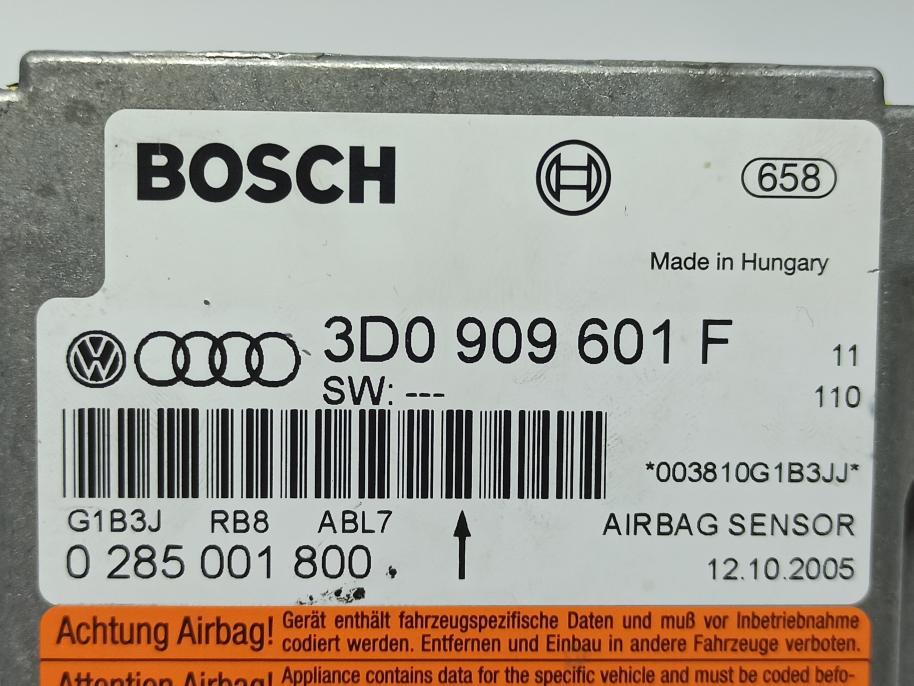 BOSCH
658
Made in Hungary
3D0 909 601 F
11
SW: ---
110
*003810G1B3JJ*
G1B3J RB8 ABL7
AIRBAG SENSOR
0 285 001 800
12.10.2005
Achtung Airbag! Gerät enthält fahrzeugspezifische Daten und muß vor Inbetriebnahme
codiert werden. Entfernen und Einbau in andere Fahrzeuge verboten.
Attention Airbag! Appliance contains data for the specific vehicle and must be coded befo-